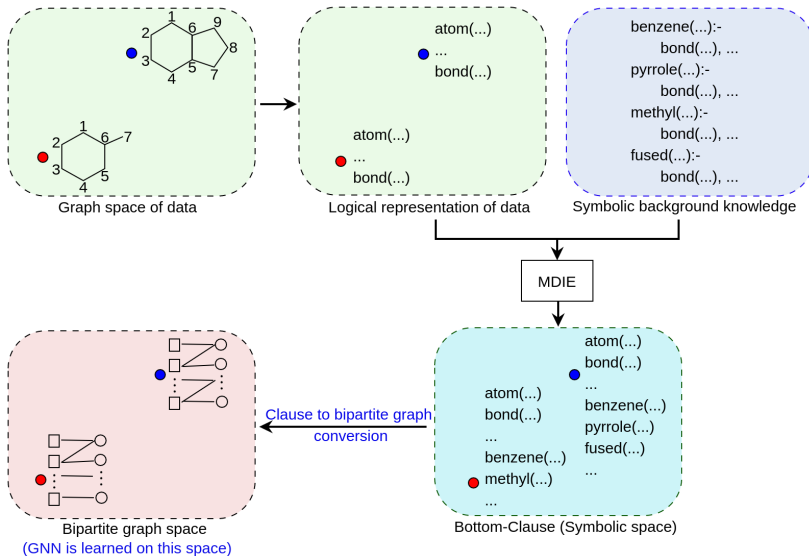 1
2
3
4
5
6
7
8
9
1
2
3
4
5
6
7
Graph space of data
atom(...)
...
bond(...)
atom(...)
...
bond(...)
Logical representation of data
benzene(...):-
bond(...), ...
pyrrole(...):-
bond(...), ...
methyl(...):-
bond(...), ...
fused(...):-
bond(...), ...
Symbolic background knowledge
MDIE
atom(...)
bond(...)
...
benzene(...)
pyrrole(...)
fused(...)
...
atom(...)
bond(...)
...
benzene(...)
methyl(...)
...
Bottom-Clause (Symbolic space)
Clause to bipartite graph
conversion
Bipartite graph space
(GNN is learned on this space)